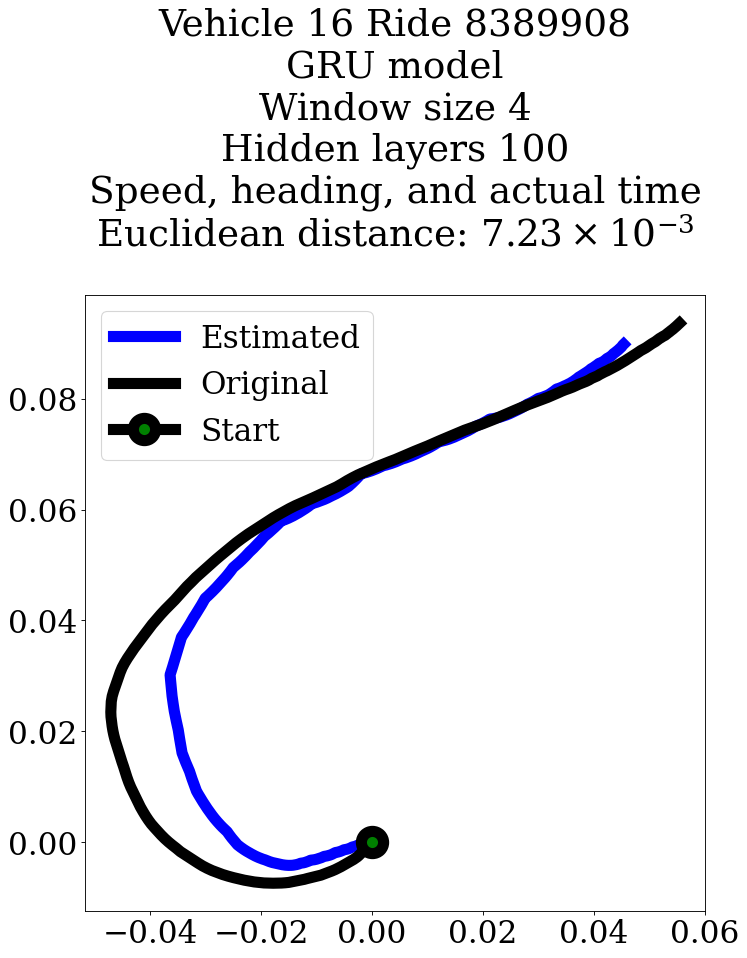 Vehicle 16 Ride 8389908
GRU model
Window size 4
Hidden layers 100
Speed, heading, and actual time
Euclidean distance: 7.23 × 10⁻³
Estimated
Original
Start
0.08
0.06
0.04
0.02
0.00
−0.04 −0.02 0.00 0.02 0.04 0.06